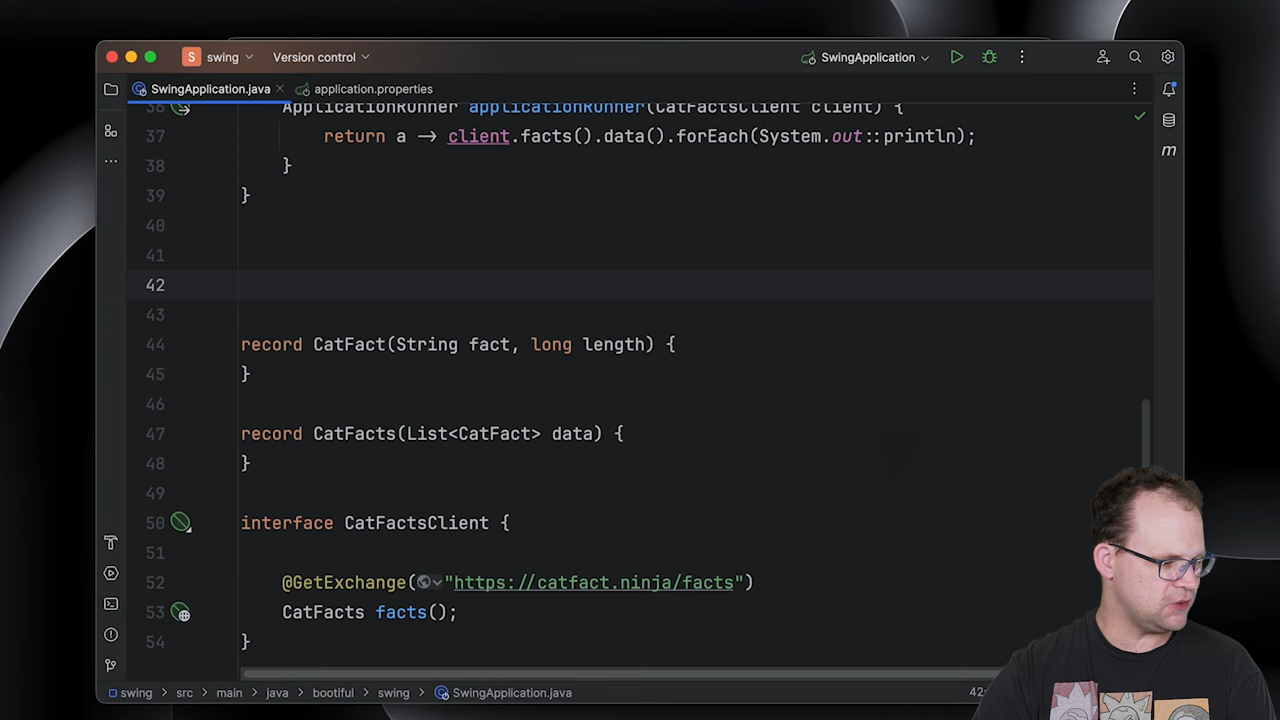 S swing Version control SwingApplication
SwingApplication.java application.properties
36 ApplicationRunner applicationRunner(CatFactsClient client) {
37 return a -> client.facts().data().forEach(System.out::println);
38 }
39 }
40
41
42
43
44 record CatFact(String fact, long length) {
45 }
46
47 record CatFacts(List<CatFact> data) {
48 }
49
50 interface CatFactsClient {
51
52 @GetExchange("https://catfact.ninja/facts")
53 CatFacts facts();
54 }
m
swing > src > main > java > bootiful > swing > SwingApplication.java 42: